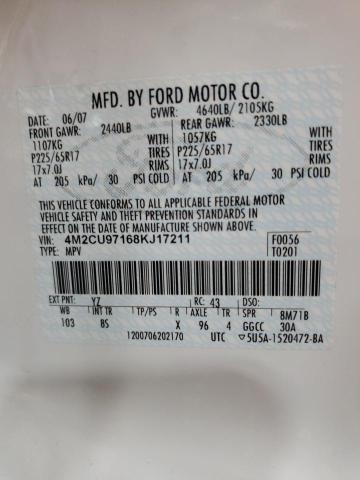 MFD. BY FORD MOTOR CO.
DATE: 06/07 GVWR: 4640LB/ 2105KG
FRONT GAWR: 2440LB REAR GAWR: 2330LB
1107KG WITH 1057KG WITH
P225/65R17 TIRES P225/65R17 TIRES
17x7.0J RIMS 17x7.0J RIMS
AT 205 kPa/ 30 PSI COLD AT 205 kPa/ 30 PSI COLD
THIS VEHICLE CONFORMS TO ALL APPLICABLE FEDERAL MOTOR
VEHICLE SAFETY AND THEFT PREVENTION STANDARDS IN
EFFECT ON THE DATE OF MANUFACTURE SHOWN ABOVE.
VIN: 4M2CU97168KJ17211 F0056
TYPE: MPV T0201
EXT PNT: YZ RC: 43 DSO:
WB INT TR TP/PS R AXLE TR SPR 8M71B
103 BS X 96 4 GGCC 30A
1200706202170 UTC ▽5U5A-1520472-BA